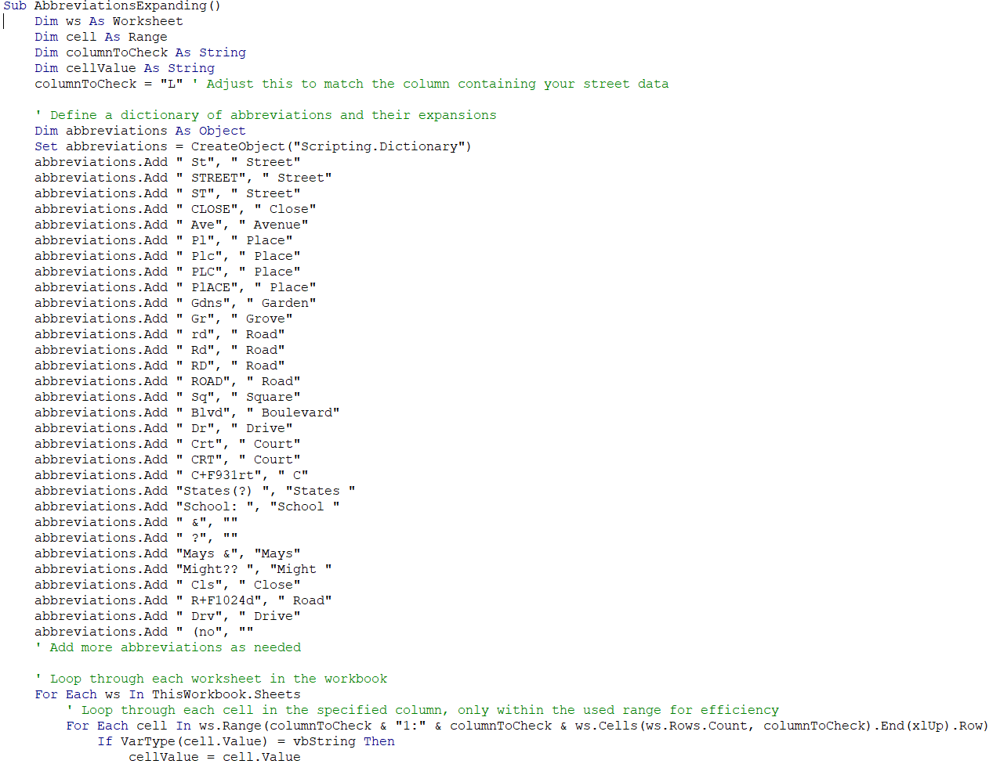 Sub AbbreviationsExpanding()
Dim ws As Worksheet
Dim cell As Range
Dim columnToCheck As String
Dim cellValue As String
columnToCheck = "L" ' Adjust this to match the column containing your street data
' Define a dictionary of abbreviations and their expansions
Dim abbreviations As Object
Set abbreviations = CreateObject("Scripting.Dictionary")
abbreviations.Add " St", " Street"
abbreviations.Add " STREET", " Street"
abbreviations.Add " ST", " Street"
abbreviations.Add " CLOSE", " Close"
abbreviations.Add " Ave", " Avenue"
abbreviations.Add " Pl", " Place"
abbreviations.Add " Plc", " Place"
abbreviations.Add " PLC", " Place"
abbreviations.Add " PlACE", " Place"
abbreviations.Add " Gdns", " Garden"
abbreviations.Add " Gr", " Grove"
abbreviations.Add " rd", " Road"
abbreviations.Add " Rd", " Road"
abbreviations.Add " RD", " Road"
abbreviations.Add " ROAD", " Road"
abbreviations.Add " Sq", " Square"
abbreviations.Add " Blvd", " Boulevard"
abbreviations.Add " Dr", " Drive"
abbreviations.Add " Crt", " Court"
abbreviations.Add " CRT", " Court"
abbreviations.Add " C+F931rt", " C"
abbreviations.Add "States(?) ", "States "
abbreviations.Add "School: ", "School "
abbreviations.Add " &", ""
abbreviations.Add " ?", ""
abbreviations.Add "Mays &", "Mays"
abbreviations.Add "Might?? ", "Might "
abbreviations.Add " Cls", " Close"
abbreviations.Add " R+F1024d", " Road"
abbreviations.Add " Drv", " Drive"
abbreviations.Add " (no", ""
' Add more abbreviations as needed
' Loop through each worksheet in the workbook
For Each ws In ThisWorkbook.Sheets
' Loop through each cell in the specified column, only within the used range for efficiency
For Each cell In ws.Range(columnToCheck & "1:" & columnToCheck & ws.Cells(ws.Rows.Count, columnToCheck).End(xlUp).Row)
If VarType(cell.Value) = vbString Then
cellValue = cell.Value